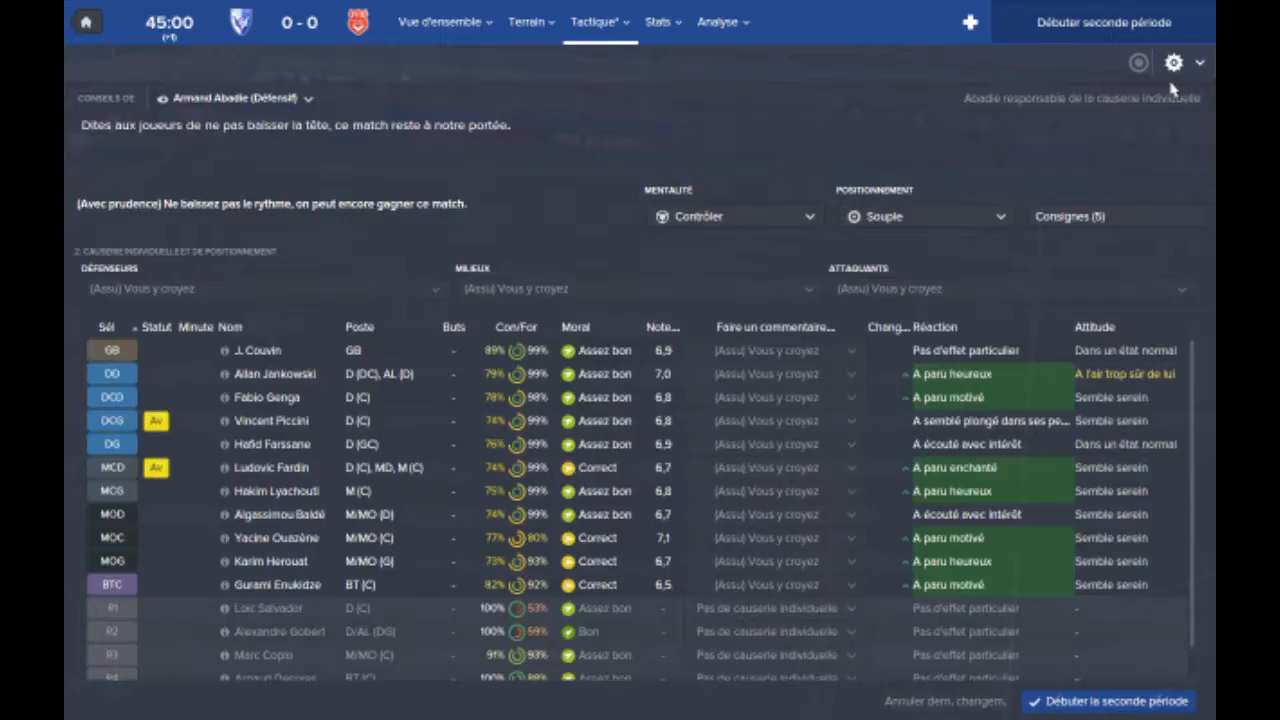 45:00 0 - 0 Vue d'ensemble Terrain Tactique* Stats Analyse Débuter seconde période
(+1)
CONSEILS DE Armand Abadie (Défensif) Abadie responsable de la causerie individuelle
Dites aux joueurs de ne pas baisser la tête, ce match reste à notre portée.
MENTALITÉ POSITIONNEMENT
(Avec prudence) Ne baissez pas le rythme, on peut encore gagner ce match. Contrôler Souple Consignes (5)
2. CAUSERIE INDIVIDUELLE ET DE POSITIONNEMENT
DÉFENSEURS MILIEUX ATTAQUANTS
(Assu) Vous y croyez (Assu) Vous y croyez (Assu) Vous y croyez
Sél Statut Minute Nom Poste Buts Con/For Moral Note... Faire un commentaire... Chang... Réaction Attitude
GB J. Couvin GB - 89% 99% Assez bon 6,9 (Assu) Vous y croyez Pas d'effet particulier Dans un état normal
DD Allan Jankowski D (DC), AL (D) - 79% 99% Assez bon 7,0 (Assu) Vous y croyez A paru heureux A l'air trop sûr de lui
DCD Fabio Genga D (C) - 78% 98% Assez bon 6,8 (Assu) Vous y croyez A paru motivé Semble serein
DCG Av Vincent Piccini D (C) - 74% 99% Assez bon 6,8 (Assu) Vous y croyez A semblé plongé dans ses pe... Semble serein
DG Hafid Farssane D (GC) - 76% 99% Assez bon 6,9 (Assu) Vous y croyez A écouté avec intérêt Dans un état normal
MCD Av Ludovic Fardin D (C), MD, M (C) - 74% 99% Correct 6,7 (Assu) Vous y croyez A paru enchanté Semble serein
MCG Hakim Lyachouti M (C) - 75% 99% Assez bon 6,8 (Assu) Vous y croyez A paru heureux Semble serein
MOD Algassimou Baldé M/MO (D) - 74% 99% Assez bon 6,7 (Assu) Vous y croyez A écouté avec intérêt Semble serein
MOC Yacine Ouazène M/MO (C) - 77% 80% Correct 7,1 (Assu) Vous y croyez A paru motivé Semble serein
MOG Karim Herouat M/MO (G) - 73% 93% Correct 6,7 (Assu) Vous y croyez A paru heureux Semble serein
BTC Gurami Enukidze BT (C) - 82% 92% Correct 6,5 (Assu) Vous y croyez A paru motivé Semble serein
R1 Loïc Salvador D (C) - 100% 53% Assez bon - Pas de causerie individuelle Pas d'effet particulier -
R2 Alexandre Gobert D/AL (DG) - 100% 59% Bon - Pas de causerie individuelle Pas d'effet particulier -
R3 Marc Copio M/MO (C) - 91% 93% Assez bon - Pas de causerie individuelle Pas d'effet particulier -
Annuler dern. changem. Débuter la seconde période